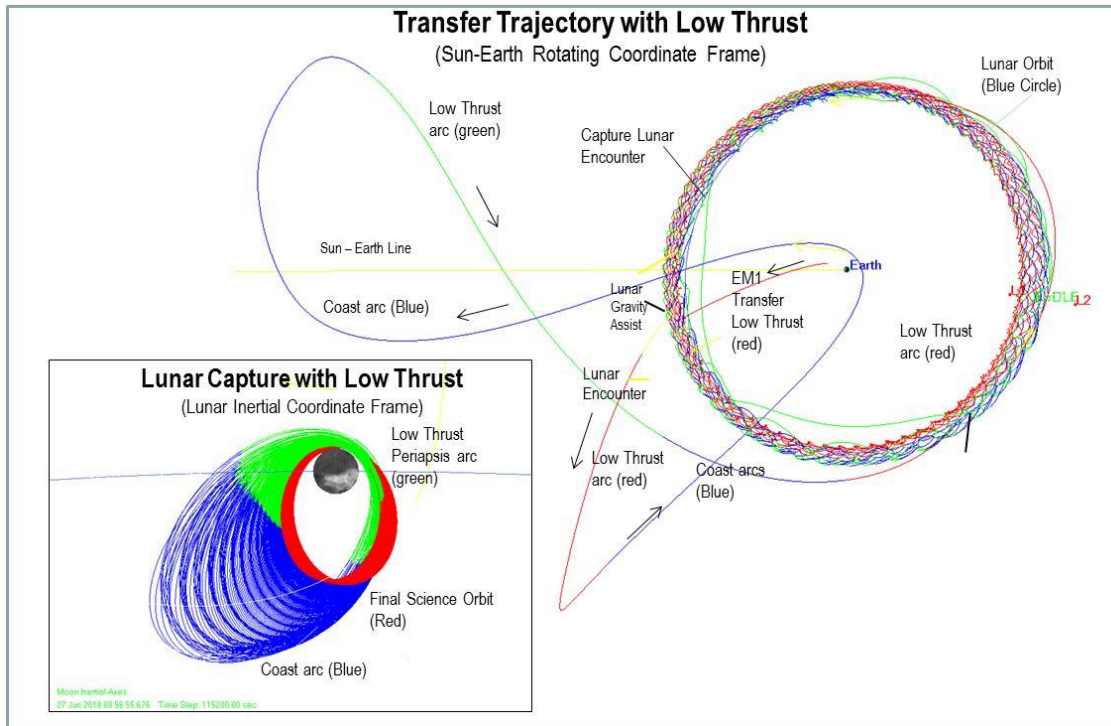 Transfer Trajectory with Low Thrust
(Sun-Earth Rotating Coordinate Frame)
Lunar Orbit
(Blue Circle)
Low Thrust
arc (green)
Capture Lunar
Encounter
Sun – Earth Line
Earth
Coast arc (Blue)
Lunar
Gravity
Assist
EM1
Transfer
Low Thrust
(red)
L2
Low Thrust
arc (red)
Lunar
Encounter
Low Thrust
arc (red)
Coast arcs
(Blue)
Lunar Capture with Low Thrust
(Lunar Inertial Coordinate Frame)
Low Thrust
Periapsis arc
(green)
Final Science Orbit
(Red)
Coast arc (Blue)
Moon Inertial Axes
27 Jun 2018 08:56:55.676 Time Step: 115200.00 sec